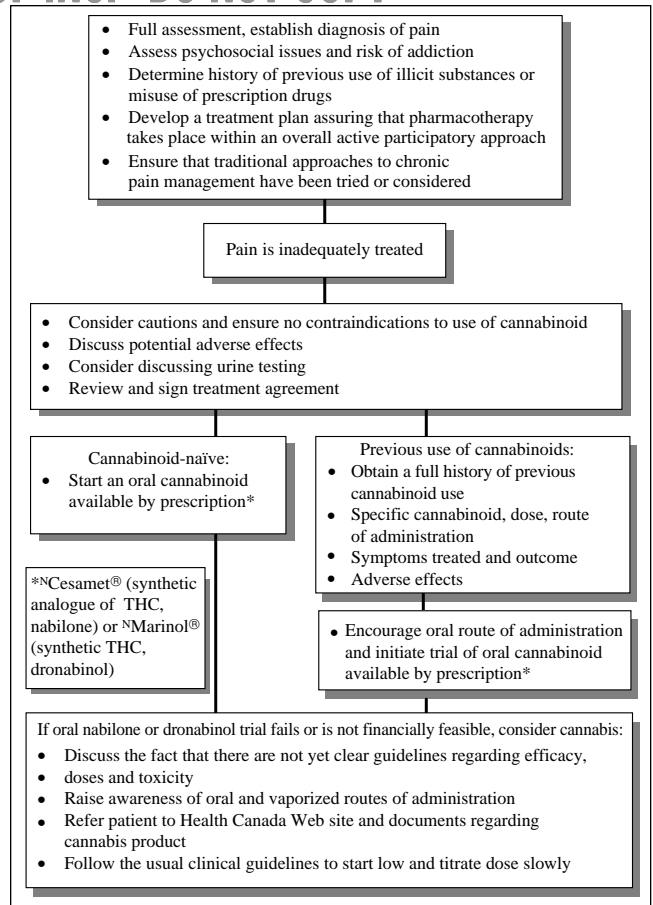 • Full assessment, establish diagnosis of pain
• Assess psychosocial issues and risk of addiction
• Determine history of previous use of illicit substances or
misuse of prescription drugs
• Develop a treatment plan assuring that pharmacotherapy
takes place within an overall active participatory approach
• Ensure that traditional approaches to chronic
pain management have been tried or considered
Pain is inadequately treated
• Consider cautions and ensure no contraindications to use of cannabinoid
• Discuss potential adverse effects
• Consider discussing urine testing
• Review and sign treatment agreement
Cannabinoid-naïve:
• Start an oral cannabinoid
available by prescription*
Previous use of cannabinoids:
• Obtain a full history of previous
cannabinoid use
• Specific cannabinoid, dose, route
of administration
• Symptoms treated and outcome
• Adverse effects
*ᴺCesamet® (synthetic
analogue of THC,
nabilone) or ᴺMarinol®
(synthetic THC,
dronabinol)
• Encourage oral route of administration
and initiate trial of oral cannabinoid
available by prescription*
If oral nabilone or dronabinol trial fails or is not financially feasible, consider cannabis:
• Discuss the fact that there are not yet clear guidelines regarding efficacy,
• doses and toxicity
• Raise awareness of oral and vaporized routes of administration
• Refer patient to Health Canada Web site and documents regarding
cannabis product
• Follow the usual clinical guidelines to start low and titrate dose slowly